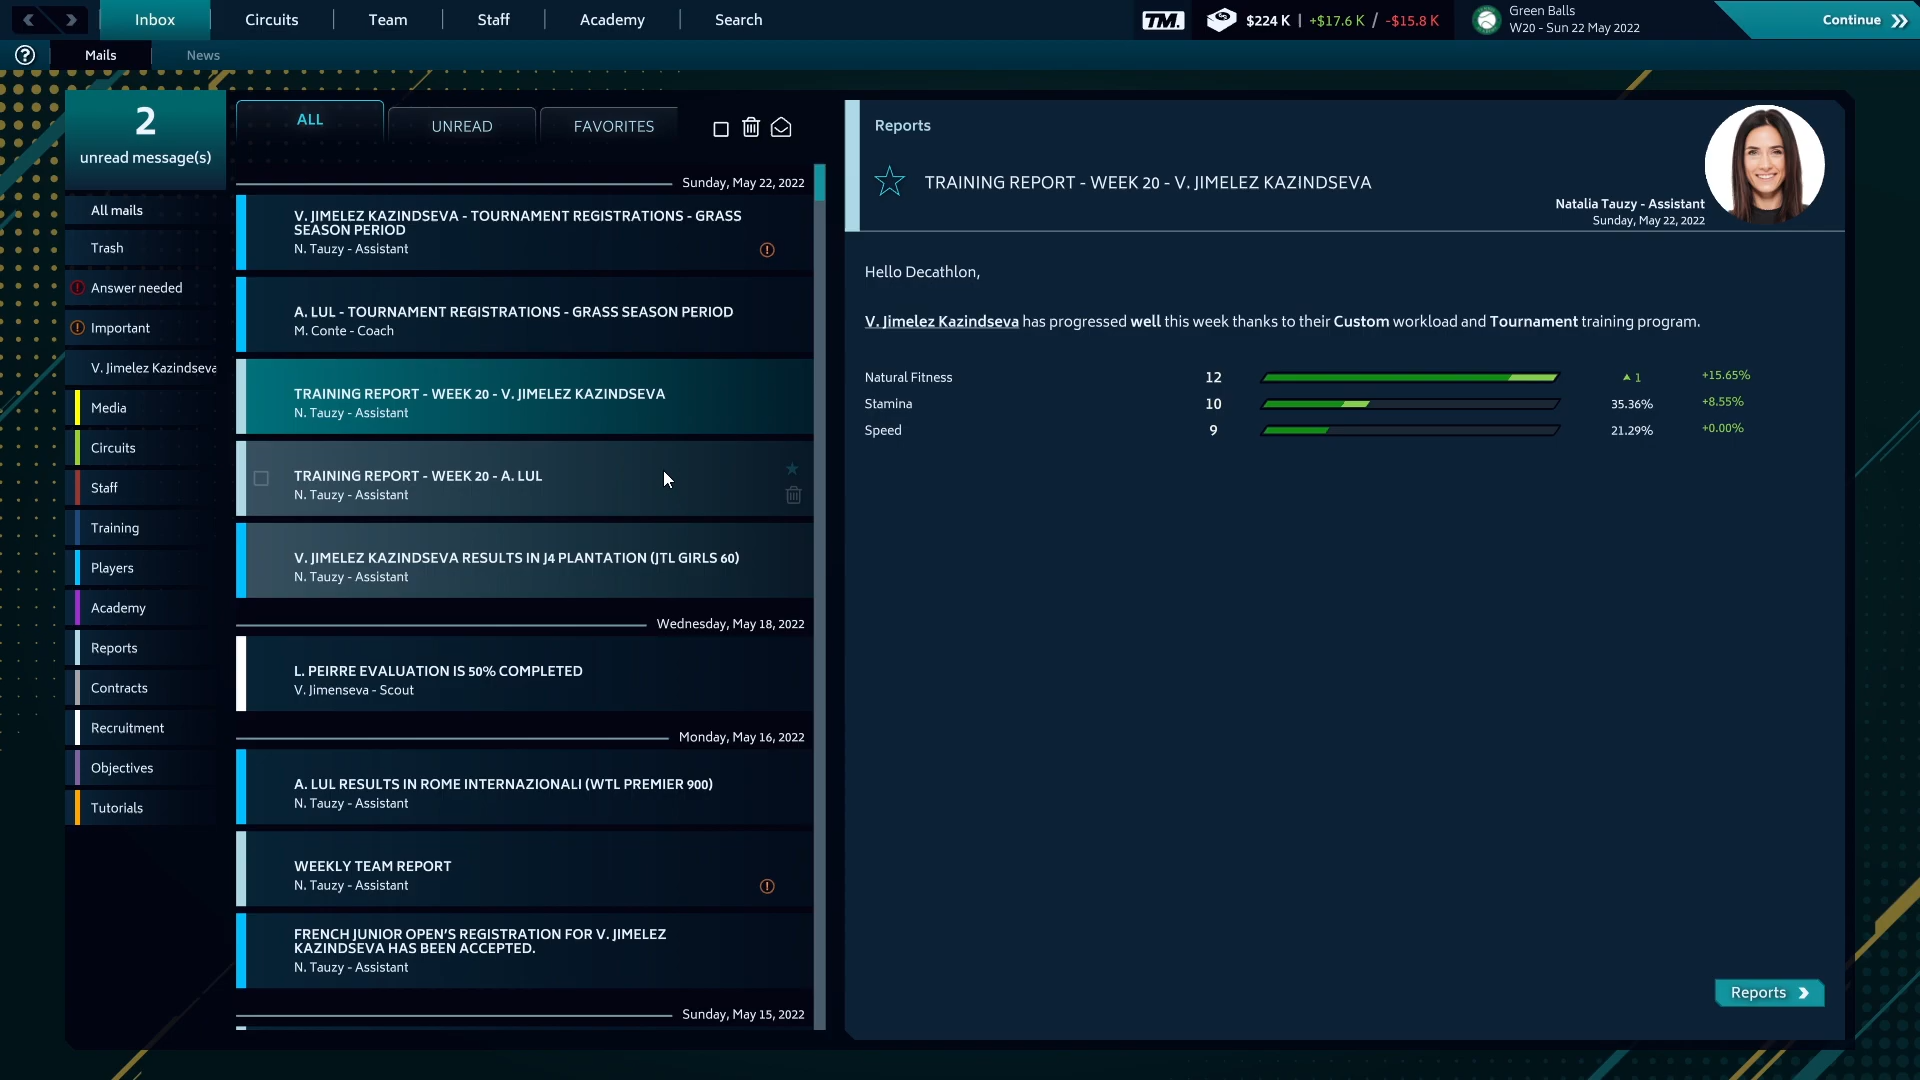 Inbox
Circuits
Team
Staff
Academy
Search
TM.
$224 K | +$17.6 K / -$15.8 K
Green Balls
W20 - Sun 22 May 2022
Continue
Mails
News
2
unread message(s)
All mails
Trash
Answer needed
Important
V. Jimelez Kazindseva
Media
Circuits
Staff
Training
Players
Academy
Reports
Contracts
Recruitment
Objectives
Tutorials
ALL
UNREAD
FAVORITES
Sunday, May 22, 2022
V. JIMELEZ KAZINDSEVA - TOURNAMENT REGISTRATIONS - GRASS
SEASON PERIOD
N. Tauzy - Assistant
A. LUL - TOURNAMENT REGISTRATIONS - GRASS SEASON PERIOD
M. Conte - Coach
TRAINING REPORT - WEEK 20 - V. JIMELEZ KAZINDSEVA
N. Tauzy - Assistant
TRAINING REPORT - WEEK 20 - A. LUL
N. Tauzy - Assistant
V. JIMELEZ KAZINDSEVA RESULTS IN J4 PLANTATION (JTL GIRLS 60)
N. Tauzy - Assistant
Wednesday, May 18, 2022
L. PEIRRE EVALUATION IS 50% COMPLETED
V. Jimenseva - Scout
Monday, May 16, 2022
A. LUL RESULTS IN ROME INTERNAZIONALI (WTL PREMIER 900)
N. Tauzy - Assistant
WEEKLY TEAM REPORT
N. Tauzy - Assistant
FRENCH JUNIOR OPEN'S REGISTRATION FOR V. JIMELEZ
KAZINDSEVA HAS BEEN ACCEPTED.
N. Tauzy - Assistant
Sunday, May 15, 2022
Reports
TRAINING REPORT - WEEK 20 - V. JIMELEZ KAZINDSEVA
Natalia Tauzy - Assistant
Sunday, May 22, 2022
Hello Decathlon,
V. Jimelez Kazindseva has progressed well this week thanks to their Custom workload and Tournament training program.
Natural Fitness 12 1 +15.65%
Stamina 10 35.36% +8.55%
Speed 9 21.29% +0.00%
Reports